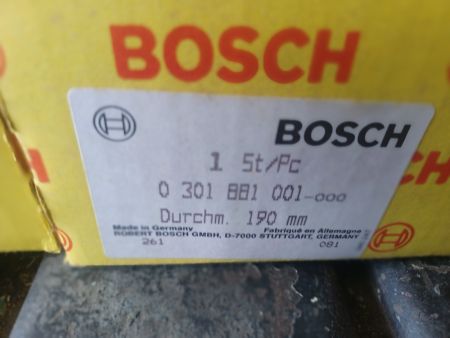 BOSCH
BOSCH
1 St/Pc
0 301 881 001-000
Durchm. 190 mm
Made in Germany Fabriqué en Allemagne
ROBERT BOSCH GMBH, D-7000 STUTTGART, GERMANY
261 081